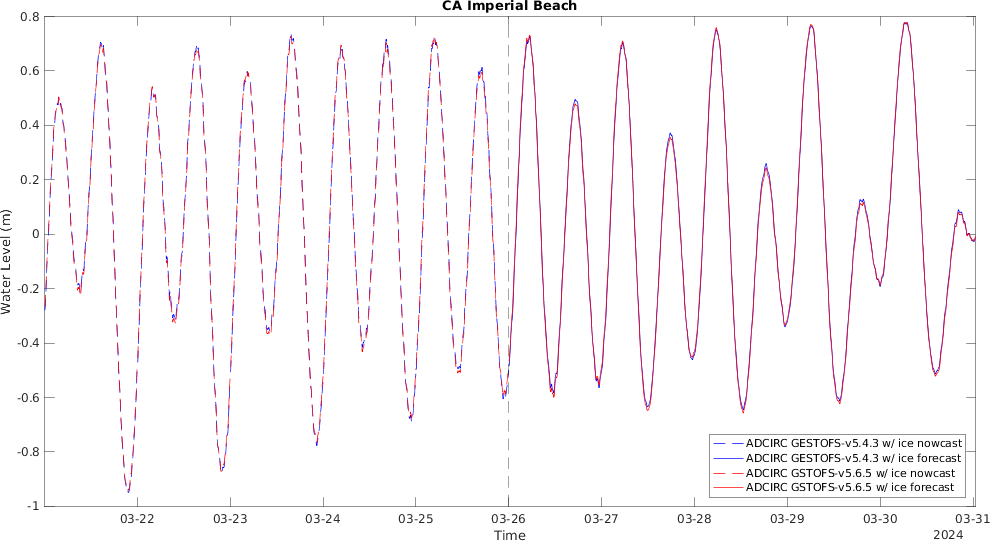 CA Imperial Beach
0.8
0.6
0.4
0.2
0
-0.2
-0.4
-0.6
-0.8
-1
Water Level (m)
ADCIRC GESTOFS-v5.4.3 w/ ice nowcast
ADCIRC GESTOFS-v5.4.3 w/ ice forecast
ADCIRC GSTOFS-v5.6.5 w/ ice nowcast
ADCIRC GSTOFS-v5.6.5 w/ ice forecast
03-22 03-23 03-24 03-25 03-26 03-27 03-28 03-29 03-30 03-31
Time
2024